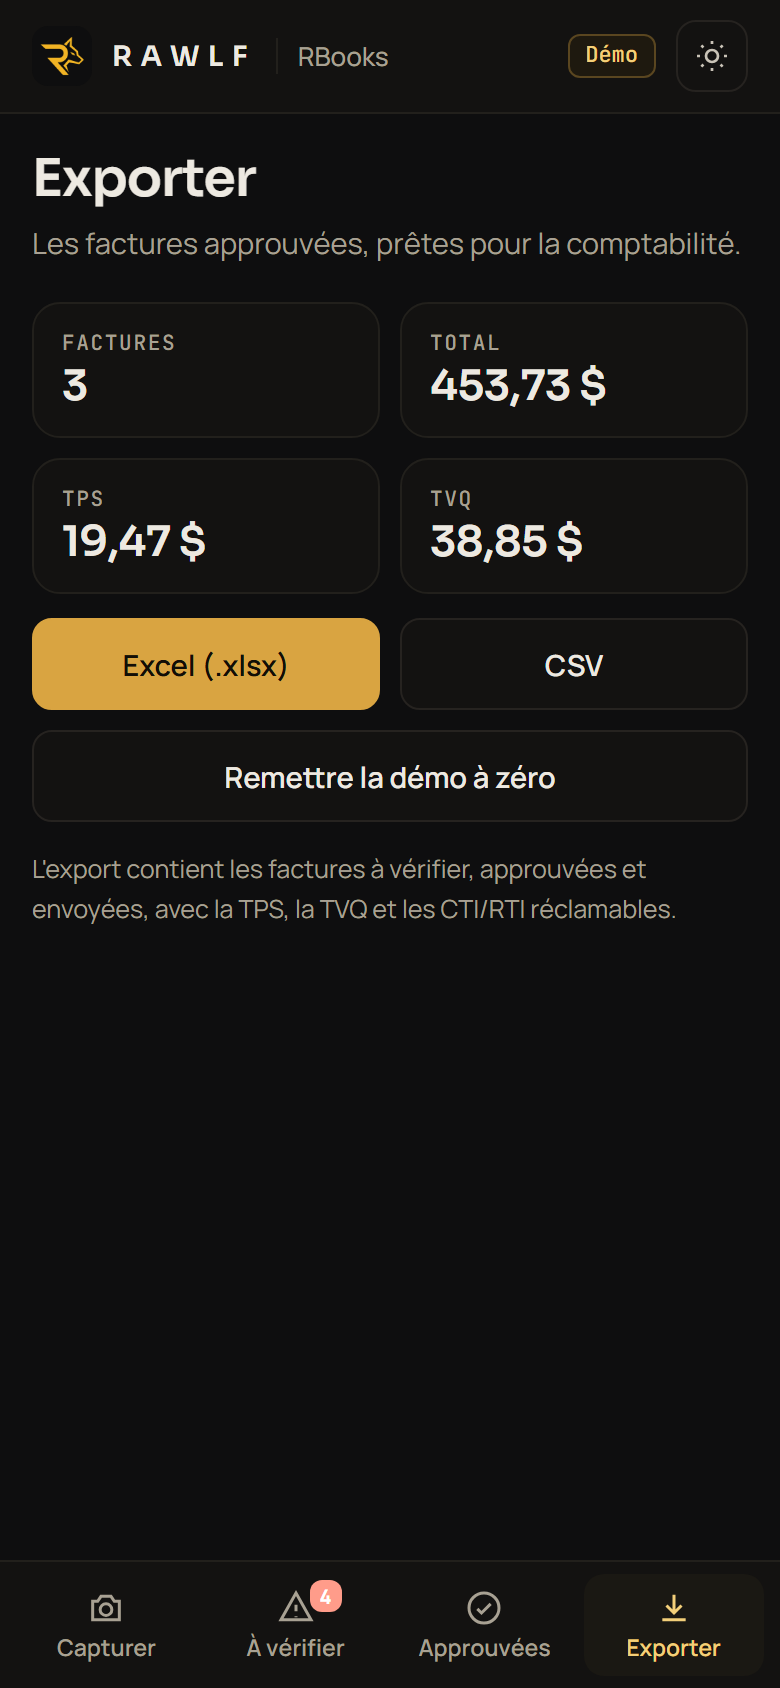 RAWLF
RBooks
Démo
Exporter
Les factures approuvées, prêtes pour la comptabilité.
FACTURES
3
TOTAL
453,73 $
TPS
19,47 $
TVQ
38,85 $
Excel (.xlsx)
CSV
Remettre la démo à zéro
L'export contient les factures à vérifier, approuvées et
envoyées, avec la TPS, la TVQ et les CTI/RTI réclamables.
Capturer
4
À vérifier
Approuvées
Exporter